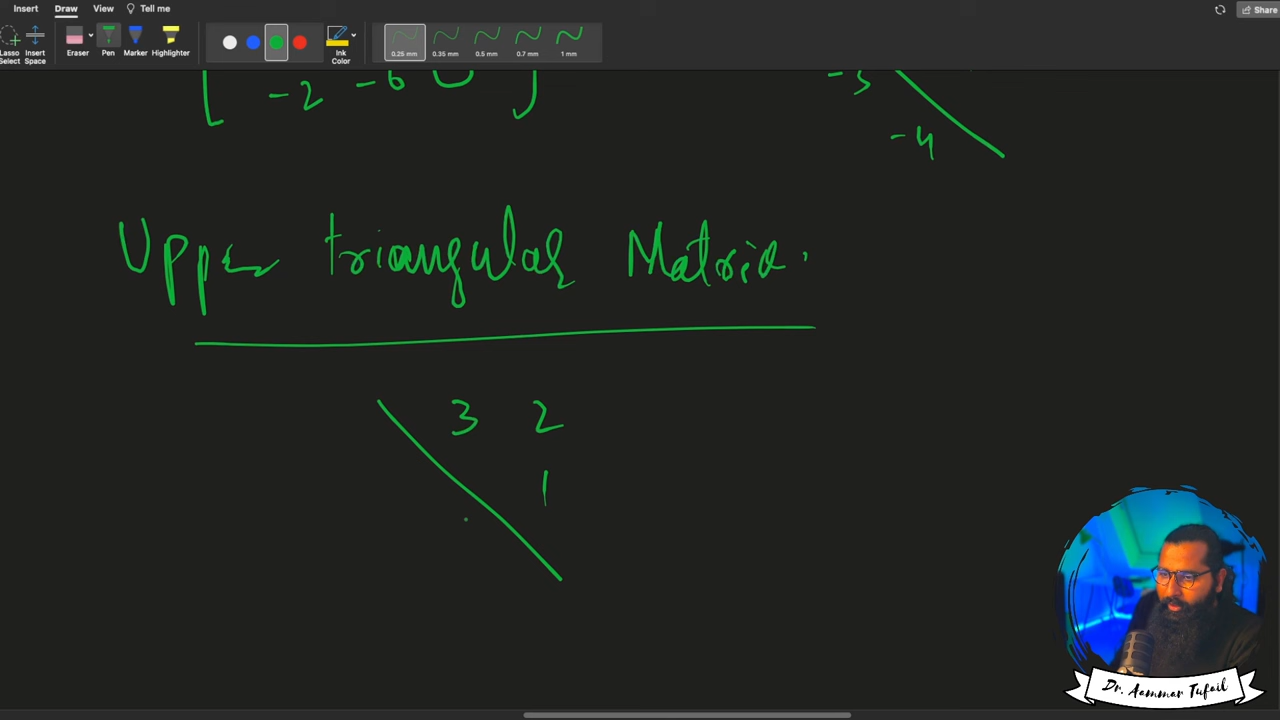 Insert Draw View Tell me
Share
Lasso Select
Insert Space
Eraser
Pen
Marker
Highlighter
Ink Color
0.25 mm
0.35 mm
0.5 mm
0.7 mm
1 mm
-2 -6
-3
-4
Upper triangular Matrix.
3 2
1
Dr. Aammar Tufail